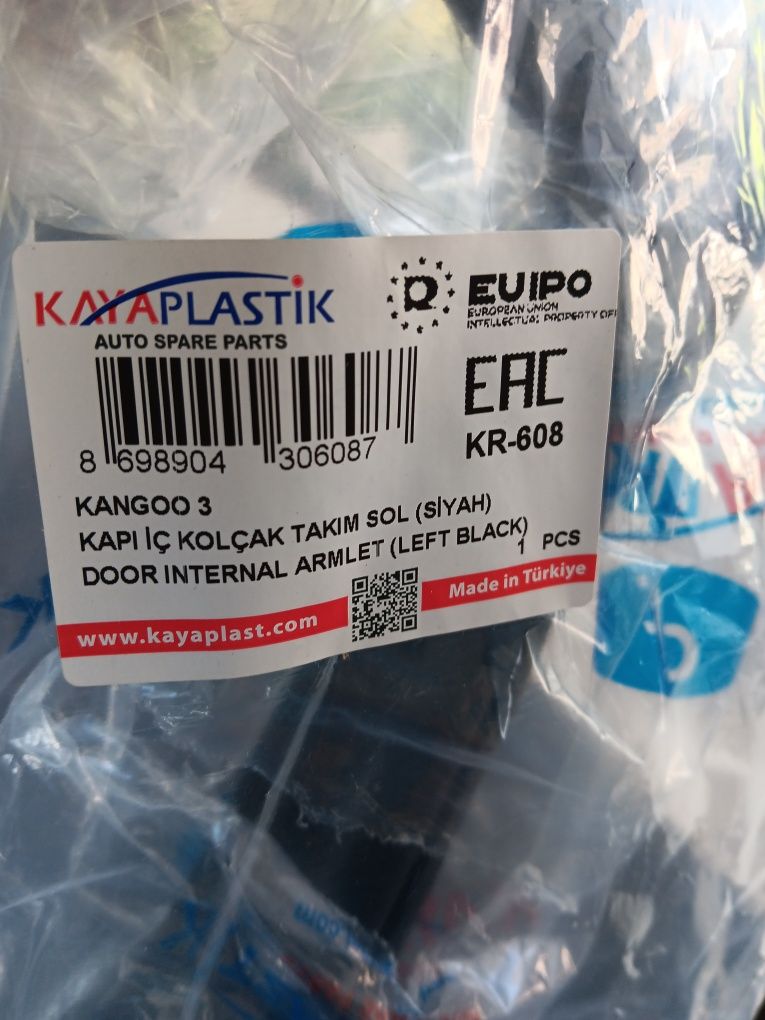 KAYAPLASTİK
AUTO SPARE PARTS
EUIPO
EUROPEAN UNION
INTELLECTUAL PROPERTY OF
EAC
KR-608
8 698904 306087
KANGOO 3
KAPI İÇ KOLÇAK TAKIM SOL (SİYAH)
DOOR INTERNAL ARMLET (LEFT BLACK)
1 PCS
www.kayaplast.com
Made in Türkiye